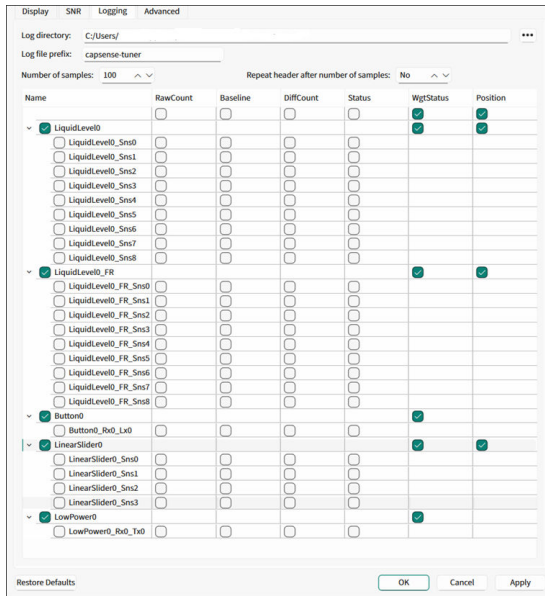 Display SNR Logging Advanced
Log directory: C:/Users/
Log file prefix: capsense-tuner
Number of samples: 100 Repeat header after number of samples: No
Name RawCount Baseline DiffCount Status WgtStatus Position
LiquidLevel0
LiquidLevel0_Sns0
LiquidLevel0_Sns1
LiquidLevel0_Sns2
LiquidLevel0_Sns3
LiquidLevel0_Sns4
LiquidLevel0_Sns5
LiquidLevel0_Sns6
LiquidLevel0_Sns7
LiquidLevel0_Sns8
LiquidLevel0_FR
LiquidLevel0_FR_Sns0
LiquidLevel0_FR_Sns1
LiquidLevel0_FR_Sns2
LiquidLevel0_FR_Sns3
LiquidLevel0_FR_Sns4
LiquidLevel0_FR_Sns5
LiquidLevel0_FR_Sns6
LiquidLevel0_FR_Sns7
LiquidLevel0_FR_Sns8
Button0
Button0_Rx0_Lx0
LinearSlider0
LinearSlider0_Sns0
LinearSlider0_Sns1
LinearSlider0_Sns2
LinearSlider0_Sns3
LowPower0
LowPower0_Rx0_Tx0
Restore Defaults OK Cancel Apply